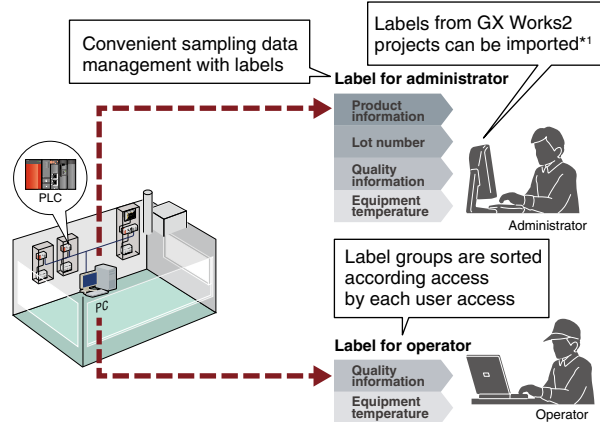 Convenient sampling data
management with labels
Labels from GX Works2
projects can be imported*1
Label for administrator
Product
information
Lot number
Quality
information
Equipment
temperature
Administrator
PLC
PC
Label groups are sorted
according access
by each user access
Label for operator
Quality
information
Equipment
temperature
Operator